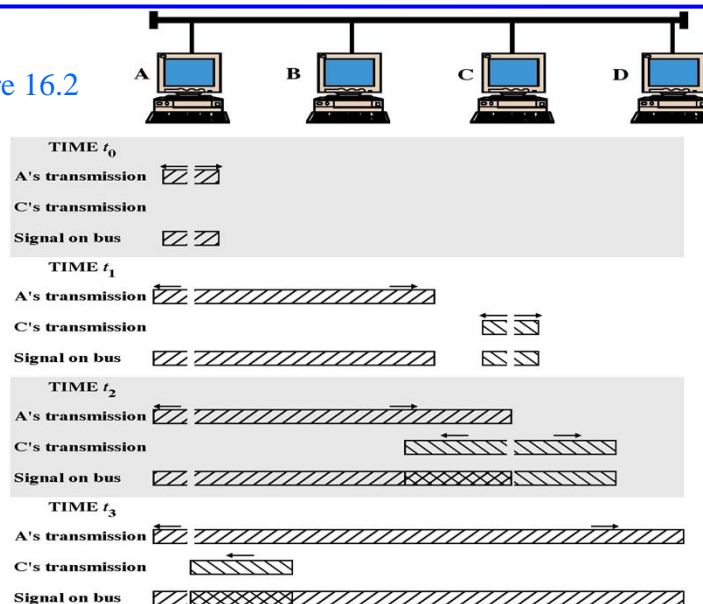 A B C D
re 16.2
TIME t0
A's transmission
C's transmission
Signal on bus
TIME t1
A's transmission
C's transmission
Signal on bus
TIME t2
A's transmission
C's transmission
Signal on bus
TIME t3
A's transmission
C's transmission
Signal on bus